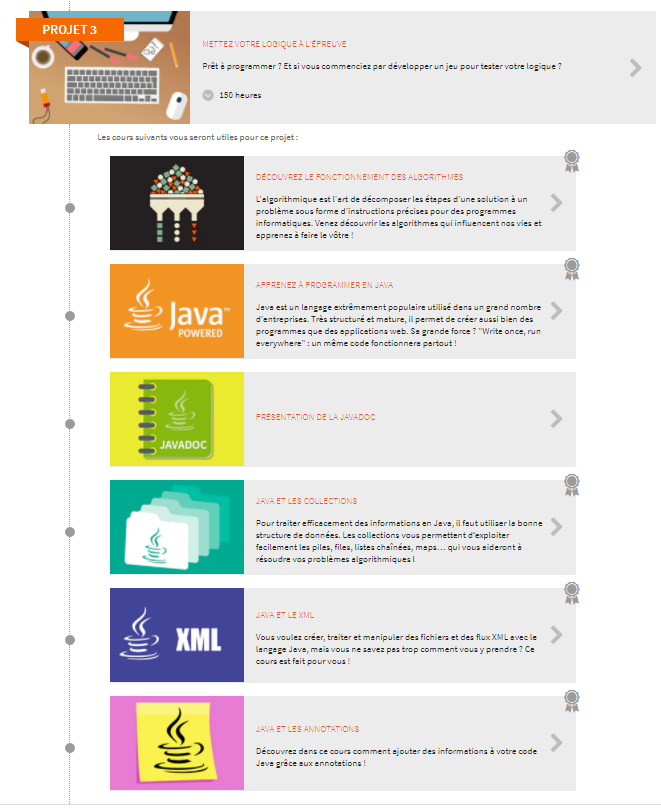 PROJET 3
METTEZ VOTRE LOGIQUE À L'ÉPREUVE
Prêt à programmer ? Et si vous commenciez par développer un jeu pour tester votre logique ?
150 heures
Les cours suivants vous seront utiles pour ce projet :
DÉCOUVREZ LE FONCTIONNEMENT DES ALGORITHMES
L'algorithmique est l'art de décomposer les étapes d'une solution à un
problème sous forme d'instructions précises pour des programmes
informatiques. Venez découvrir les algorithmes qui influencent nos vies et
apprenez à faire le vôtre !
Java™
POWERED
APPRENEZ À PROGRAMMER EN JAVA
Java est un langage extrêmement populaire utilisé dans un grand nombre
d'entreprises. Très structuré et mature, il permet de créer aussi bien des
programmes que des applications web. Sa grande force ? "Write once, run
everywhere" : un même code fonctionnera partout !
JAVADOC
PRÉSENTATION DE LA JAVADOC
JAVA ET LES COLLECTIONS
Pour traiter efficacement des informations en Java, il faut utiliser la bonne
structure de données. Les collections vous permettent d'exploiter
facilement les piles, files, listes chaînées, maps... qui vous aideront à
résoudre vos problèmes algorithmiques !
XML
JAVA ET LE XML
Vous voulez créer, traiter et manipuler des fichiers et des flux XML avec le
langage Java, mais vous ne savez pas trop comment vous y prendre ? Ce
cours est fait pour vous !
JAVA ET LES ANNOTATIONS
Découvrez dans ce cours comment ajouter des informations à votre code
Java grâce aux annotations !